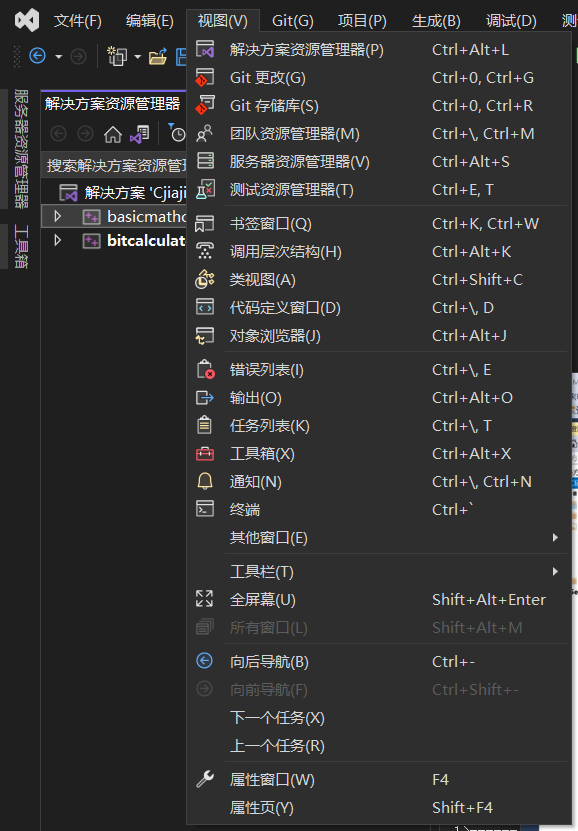 文件(F) 编辑(E) 视图(V) Git(G) 项目(P) 生成(B) 调试(D)
服务器资源管理器
工具箱
解决方案资源管理器
搜索解决方案资源管
解决方案 'Cjiaji
basicmath
bitcalculat
解决方案资源管理器(P) Ctrl+Alt+L
Git 更改(G) Ctrl+0, Ctrl+G
Git 存储库(S) Ctrl+0, Ctrl+R
团队资源管理器(M) Ctrl+\, Ctrl+M
服务器资源管理器(V) Ctrl+Alt+S
测试资源管理器(T) Ctrl+E, T
书签窗口(Q) Ctrl+K, Ctrl+W
调用层次结构(H) Ctrl+Alt+K
类视图(A) Ctrl+Shift+C
代码定义窗口(D) Ctrl+\, D
对象浏览器(J) Ctrl+Alt+J
错误列表(I) Ctrl+\, E
输出(O) Ctrl+Alt+O
任务列表(K) Ctrl+\, T
工具箱(X) Ctrl+Alt+X
通知(N) Ctrl+\, Ctrl+N
终端 Ctrl+`
其他窗口(E)
工具栏(T)
全屏幕(U) Shift+Alt+Enter
所有窗口(L) Shift+Alt+M
向后导航(B) Ctrl+-
向前导航(F) Ctrl+Shift+-
下一个任务(X)
上一个任务(R)
属性窗口(W) F4
属性页(Y) Shift+F4